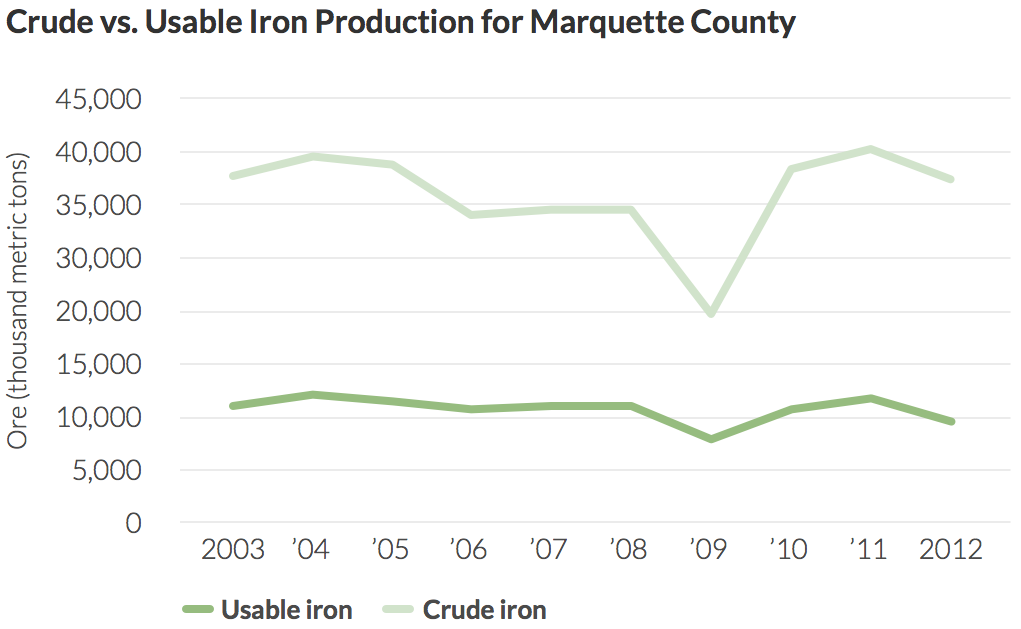 Crude vs. Usable Iron Production for Marquette County
Ore (thousand metric tons)
45,000
40,000
35,000
30,000
20,000
15,000
10,000
5,000
0
2003 ’04 ’05 ’06 ’07 ’08 ’09 ’10 ’11 2012
Usable iron Crude iron